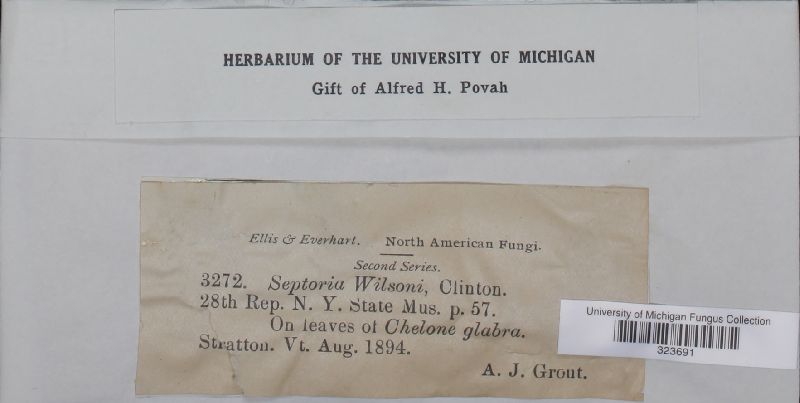 HERBARIUM OF THE UNIVERSITY OF MICHIGAN
Gift of Alfred H. Povah
Ellis & Everhart. North American Fungi.
Second Series.
3272. Septoria Wilsoni, Clinton.
28th Rep. N. Y. State Mus. p. 57.
On leaves of Chelone glabra.
Stratton. Vt. Aug. 1894.
A. J. Grout.
University of Michigan Fungus Collection
323691